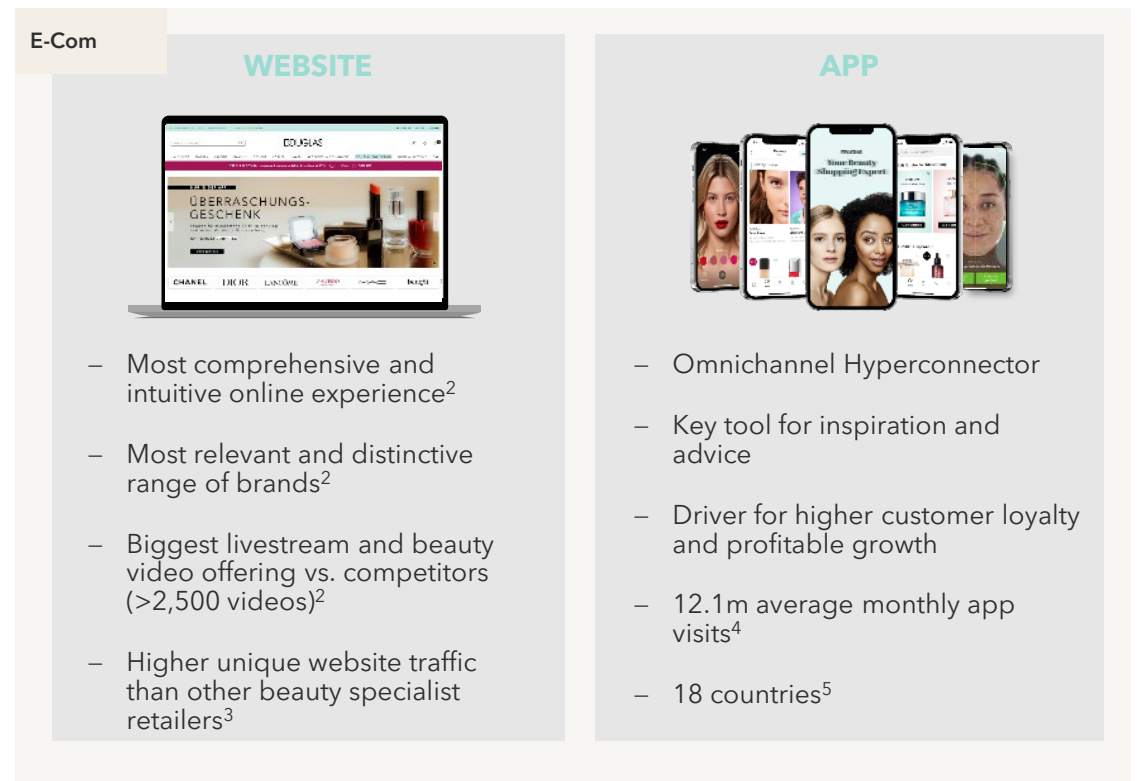 E-Com
WEBSITE
DOUGLAS
ÜBERRASCHUNGS-
GESCHENK
CHANEL DIOR LANCÔME
– Most comprehensive and
intuitive online experience2
– Most relevant and distinctive
range of brands2
– Biggest livestream and beauty
video offering vs. competitors
(>2,500 videos)2
– Higher unique website traffic
than other beauty specialist
retailers3
APP
Your Beauty
Shopping Expert
– Omnichannel Hyperconnector
– Key tool for inspiration and
advice
– Driver for higher customer loyalty
and profitable growth
– 12.1m average monthly app
visits4
– 18 countries5